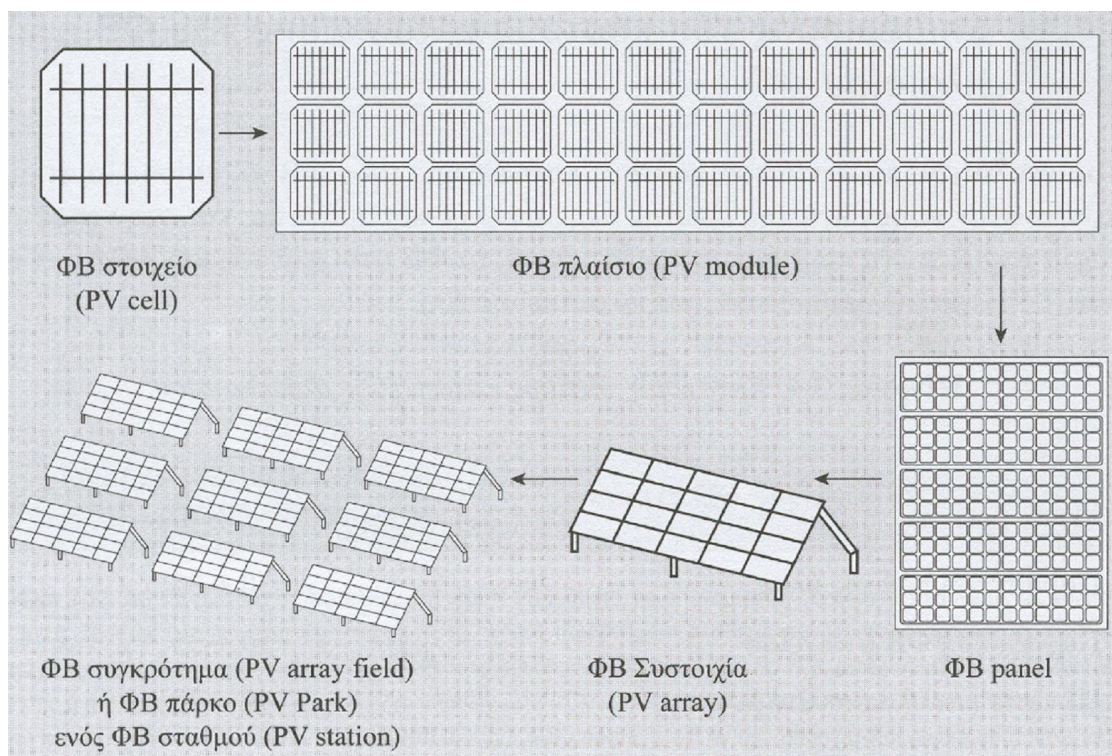 ΦΒ στοιχείο
(PV cell)
ΦΒ πλαίσιο (PV module)
ΦΒ συγκρότημα (PV array field)
ή ΦΒ πάρκο (PV Park)
ενός ΦΒ σταθμού (PV station)
ΦΒ Συστοιχία
(PV array)
ΦΒ panel